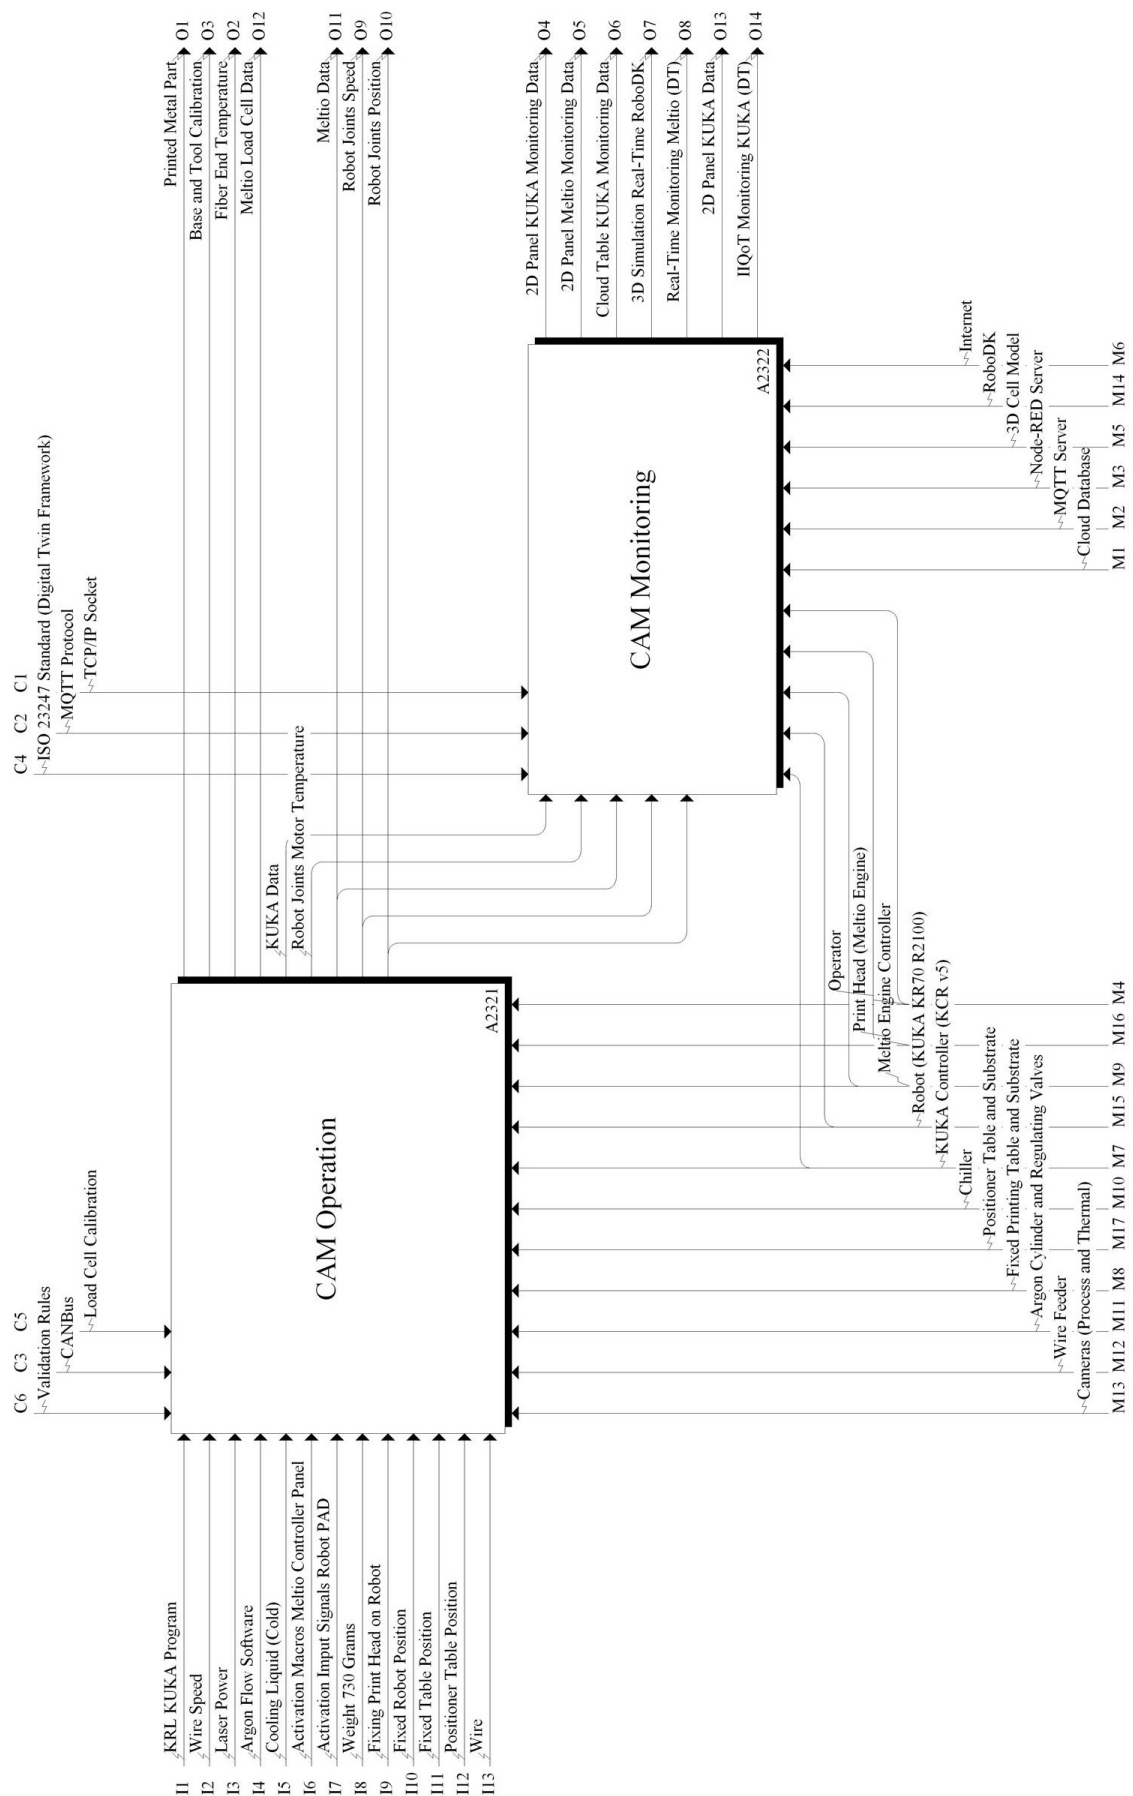 C6
Validation Rules
C3
CANBus
C5
Load Cell Calibration
C4
ISO 23247 Standard (Digital Twin Framework)
C2
MQTT Protocol
C1
TCP/IP Socket
I1
KRL KUKA Program
I2
Wire Speed
I3
Laser Power
I4
Argon Flow Software
I5
Cooling Liquid (Cold)
I6
Activation Macros Meltio Controller Panel
I7
Activation Imput Signals Robot PAD
I8
Weight 730 Grams
I9
Fixing Print Head on Robot
I10
Fixed Robot Position
I11
Fixed Table Position
I12
Positioner Table Position
I13
Wire
CAM Operation
A2321
KUKA Data
Robot Joints Motor Temperature
Printed Metal Part
O1
Base and Tool Calibration
O3
Fiber End Temperature
O2
Meltio Load Cell Data
O12
Meltio Data
O11
Robot Joints Speed
O9
Robot Joints Position
O10
CAM Monitoring
A2322
2D Panel KUKA Monitoring Data
O4
2D Panel Meltio Monitoring Data
O5
Cloud Table KUKA Monitoring Data
O6
3D Simulation Real-Time RoboDK
O7
Real-Time Monitoring Meltio (DT)
O8
2D Panel KUKA Data
O13
IIQoT Monitoring KUKA (DT)
O14
Operator
Print Head (Meltio Engine)
Meltio Engine Controller
Robot (KUKA KR70 R2100)
KUKA Controller (KCR v5)
Chiller
Positioner Table and Substrate
Fixed Printing Table and Substrate
Argon Cylinder and Regulating Valves
Wire Feeder
Cameras (Process and Thermal)
Internet
RoboDK
3D Cell Model
Node-RED Server
MQTT Server
Cloud Database
M13
M12
M11
M8
M17
M10
M7
M15
M9
M16
M4
M1
M2
M3
M5
M14
M6